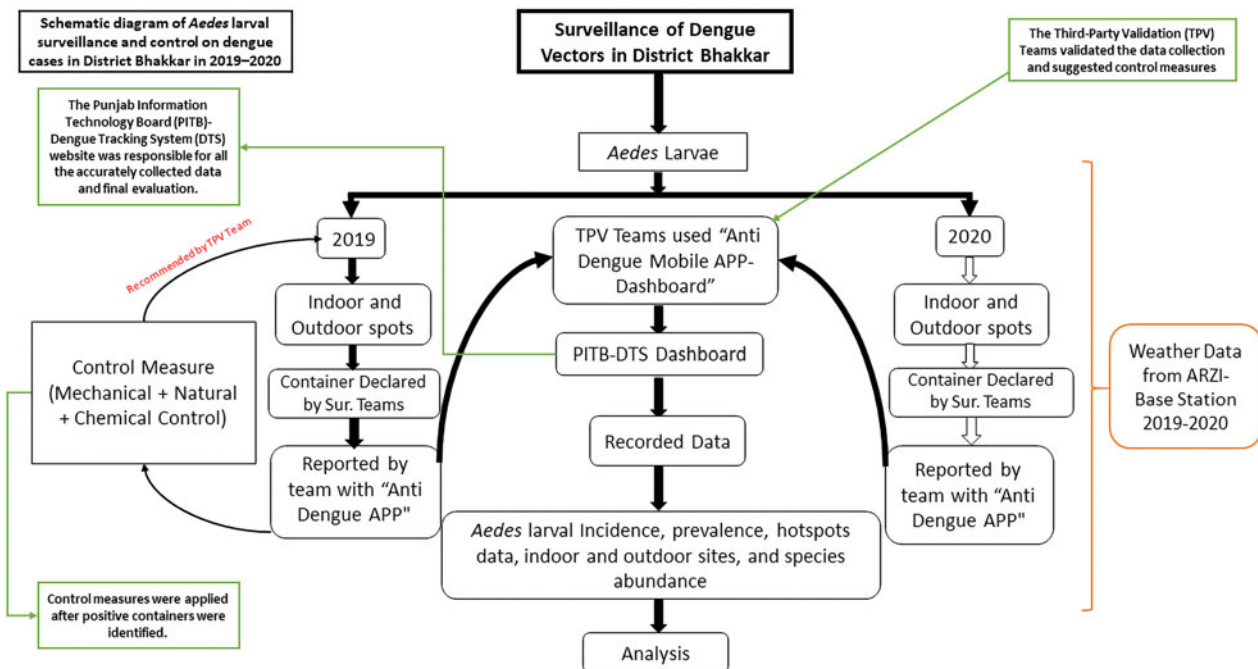 Schematic diagram of Aedes larval
surveillance and control on dengue
cases in District Bhakkar in 2019–2020
Surveillance of Dengue
Vectors in District Bhakkar
The Third-Party Validation (TPV)
Teams validated the data collection
and suggested control measures
The Punjab Information
Technology Board (PITB)-
Dengue Tracking System (DTS)
website was responsible for all
the accurately collected data
and final evaluation.
Aedes Larvae
Recommended by TPV Team
2019
Indoor and
Outdoor spots
Container Declared
by Sur. Teams
Reported by
team with “Anti
Dengue APP"
Control Measure
(Mechanical + Natural
+ Chemical Control)
Control measures were applied
after positive containers were
identified.
TPV Teams used “Anti
Dengue Mobile APP-
Dashboard”
PITB-DTS Dashboard
Recorded Data
Aedes larval Incidence, prevalence, hotspots
data, indoor and outdoor sites, and species
abundance
Analysis
2020
Indoor and
Outdoor spots
Container Declared
by Sur. Teams
Reported by
team with “Anti
Dengue APP"
Weather Data
from ARZI-
Base Station
2019-2020